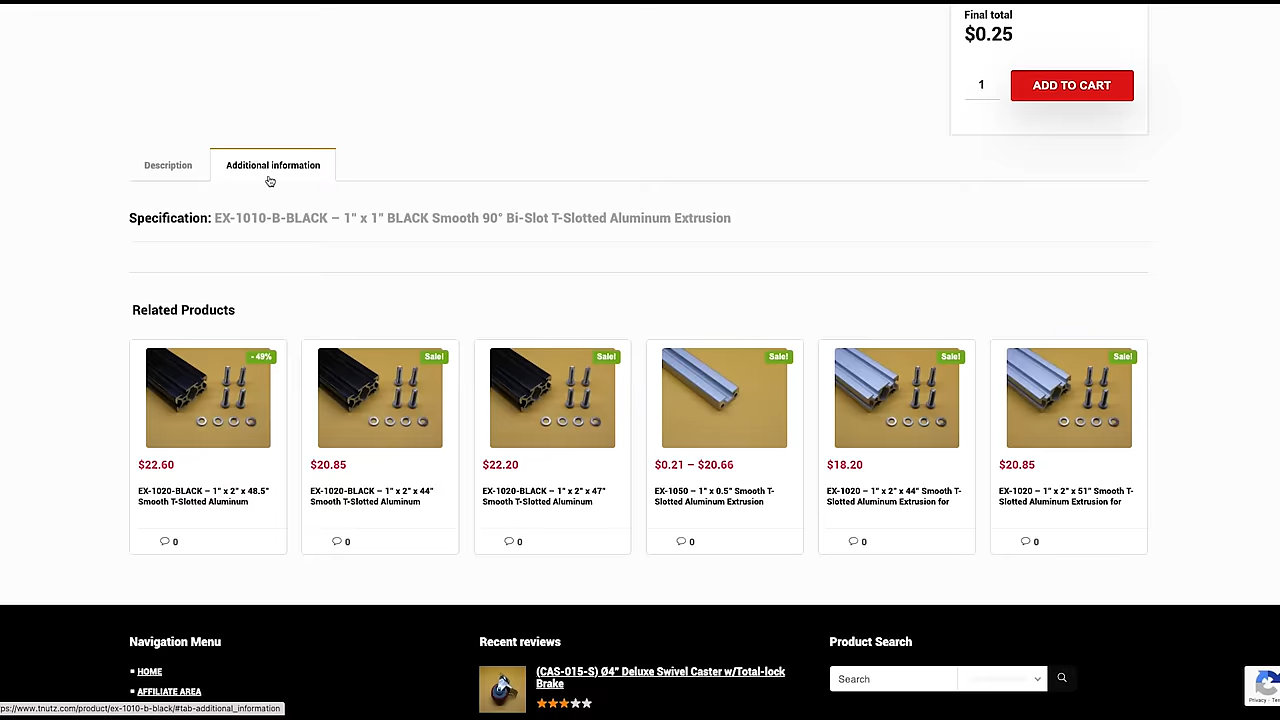 Final total
$0.25
1
ADD TO CART
Description
Additional information
Specification: EX-1010-B-BLACK – 1" x 1" BLACK Smooth 90° Bi-Slot T-Slotted Aluminum Extrusion
Related Products
- 49%
Sale!
Sale!
Sale!
Sale!
Sale!
$22.60
$20.85
$22.20
$0.21 – $20.66
$18.20
$20.85
EX-1020-BLACK – 1" x 2" x 48.5"
Smooth T-Slotted Aluminum
EX-1020-BLACK – 1" x 2" x 44"
Smooth T-Slotted Aluminum
EX-1020-BLACK – 1" x 2" x 47"
Smooth T-Slotted Aluminum
EX-1050 – 1" x 0.5" Smooth T-
Slotted Aluminum Extrusion
EX-1020 – 1" x 2" x 44" Smooth T-
Slotted Aluminum Extrusion for
EX-1020 – 1" x 2" x 51" Smooth T-
Slotted Aluminum Extrusion for
0
0
0
0
0
0
Navigation Menu
HOME
AFFILIATE AREA
Recent reviews
(CAS-015-S) Ø4" Deluxe Swivel Caster w/Total-lock
Brake
Product Search
Search
ps://www.tnutz.com/product/ex-1010-b-black/#tab-additional_information
Privacy - Te